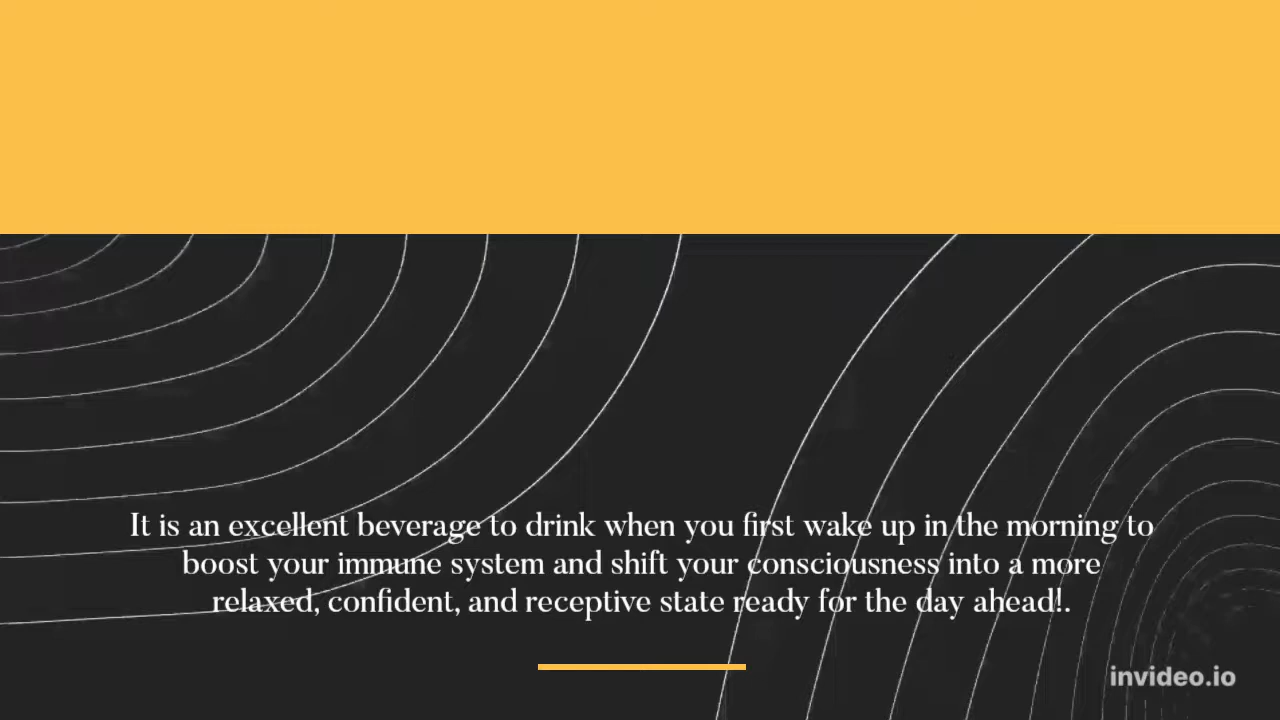 It is an excellent beverage to drink when you first wake up in the morning to
boost your immune system and shift your consciousness into a more
relaxed, confident, and receptive state ready for the day ahead!.
invideo.io